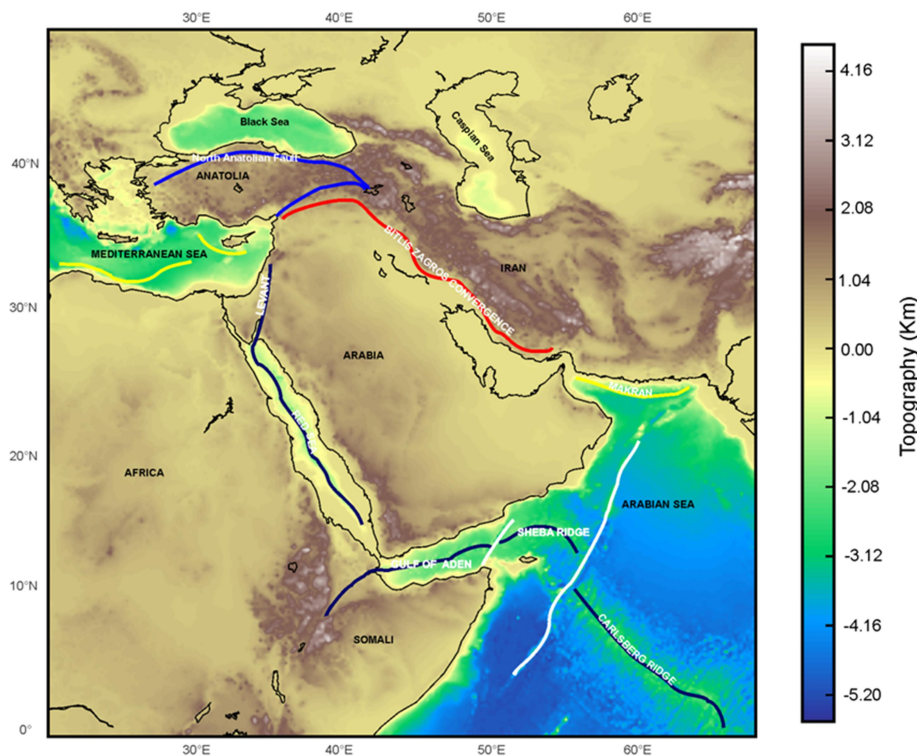 30°E 40°E 50°E 60°E
40°N
30°N
20°N
10°N
0°
Black Sea
Caspian Sea
North Anatolian Fault
ANATOLIA
MEDITERRANEAN SEA
BITLIS ZAGROS CONVERGENCE
IRAN
LEVANT
ARABIA
MAKRAN
RED SEA
AFRICA
ARABIAN SEA
SHEBA RIDGE
GULF OF ADEN
SOMALI
CARLSBERG RIDGE
30°E 40°E 50°E 60°E
4.16
3.12
2.08
1.04
0.00
-1.04
-2.08
-3.12
-4.16
-5.20
Topography (Km)